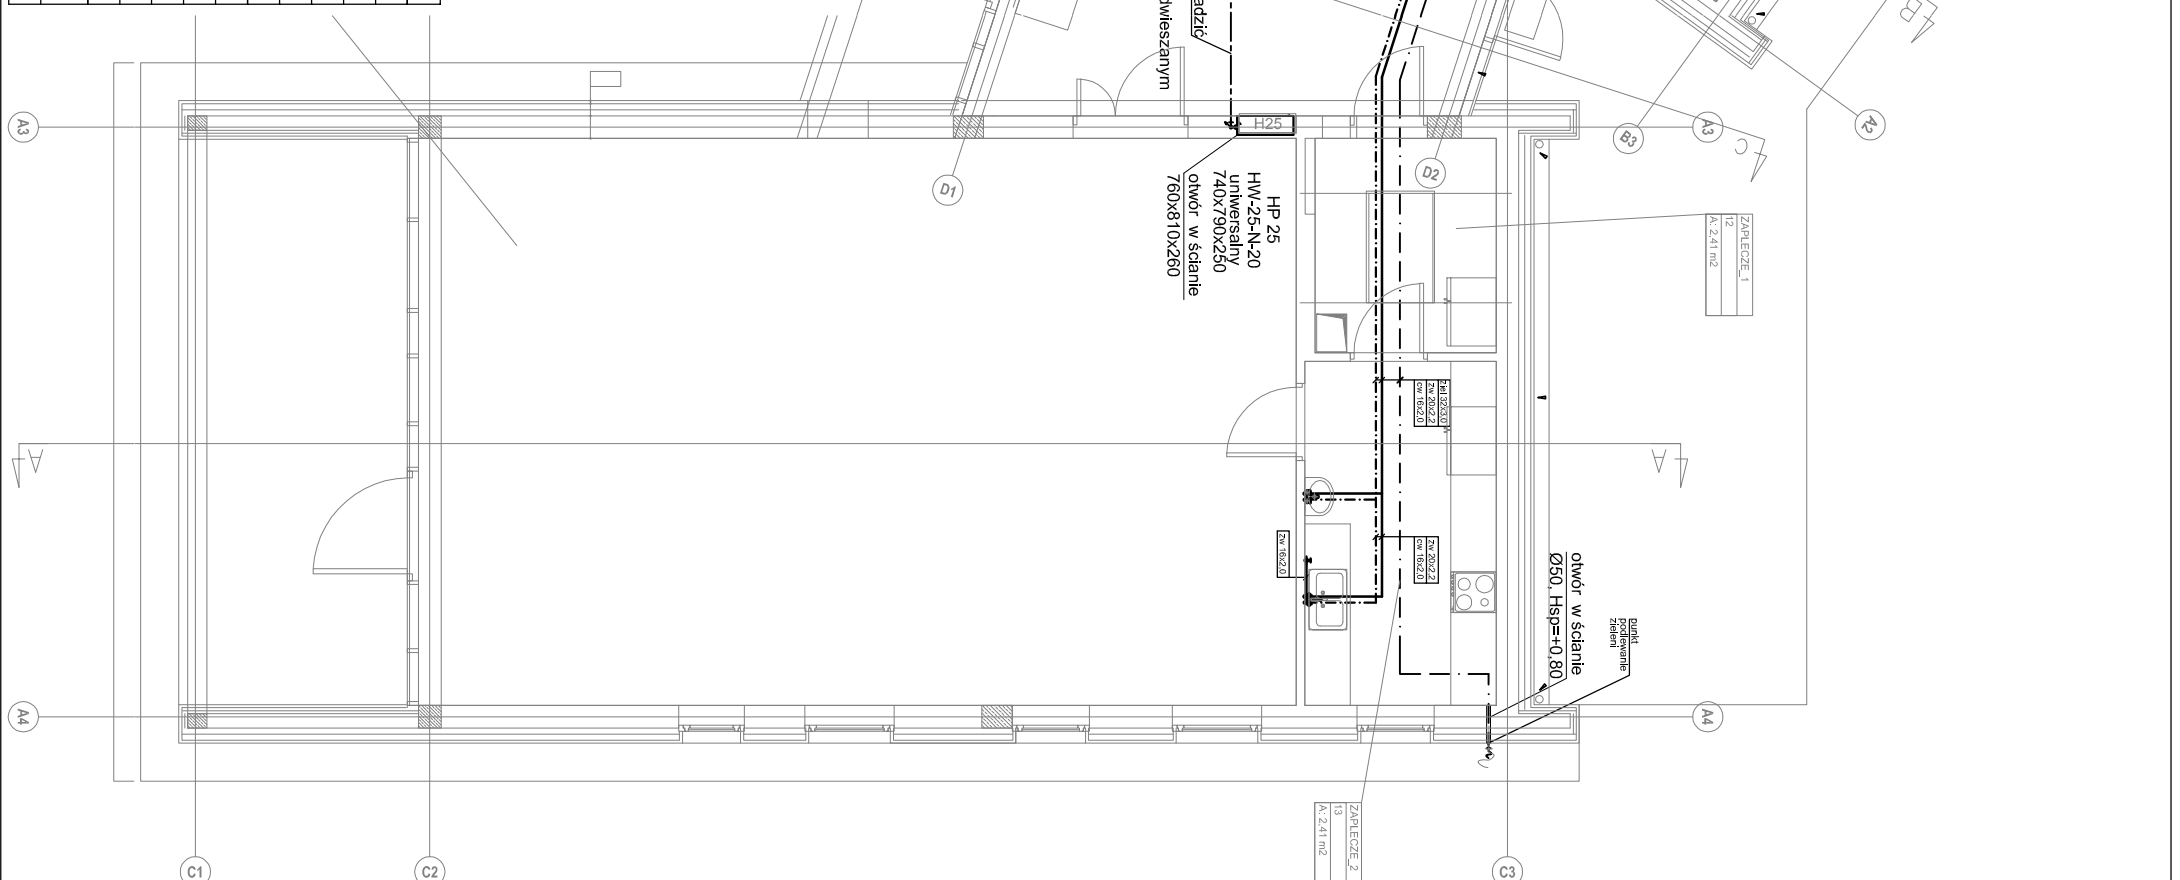 adzić
dwieszanym
H25
HP 25
HW-25-N-20
uniwersalny
740x790x250
otwór w ścianie
760x810x260
ZAPLECZE_1
12
A: 2,41 m2
ziel 32x3,0
zw 20x2,2
cw 16x2,0
zw 20x2,2
cw 16x2,0
zw 16x2,0
otwór w ścianie
Ø50, Hsp=+0,80
punkt
podlewanie
zieleni
ZAPLECZE_2
13
A: 2,41 m2
A3
A3
A4
A4
D1
D2
B3
C
B
A
A
C1
C2
C3